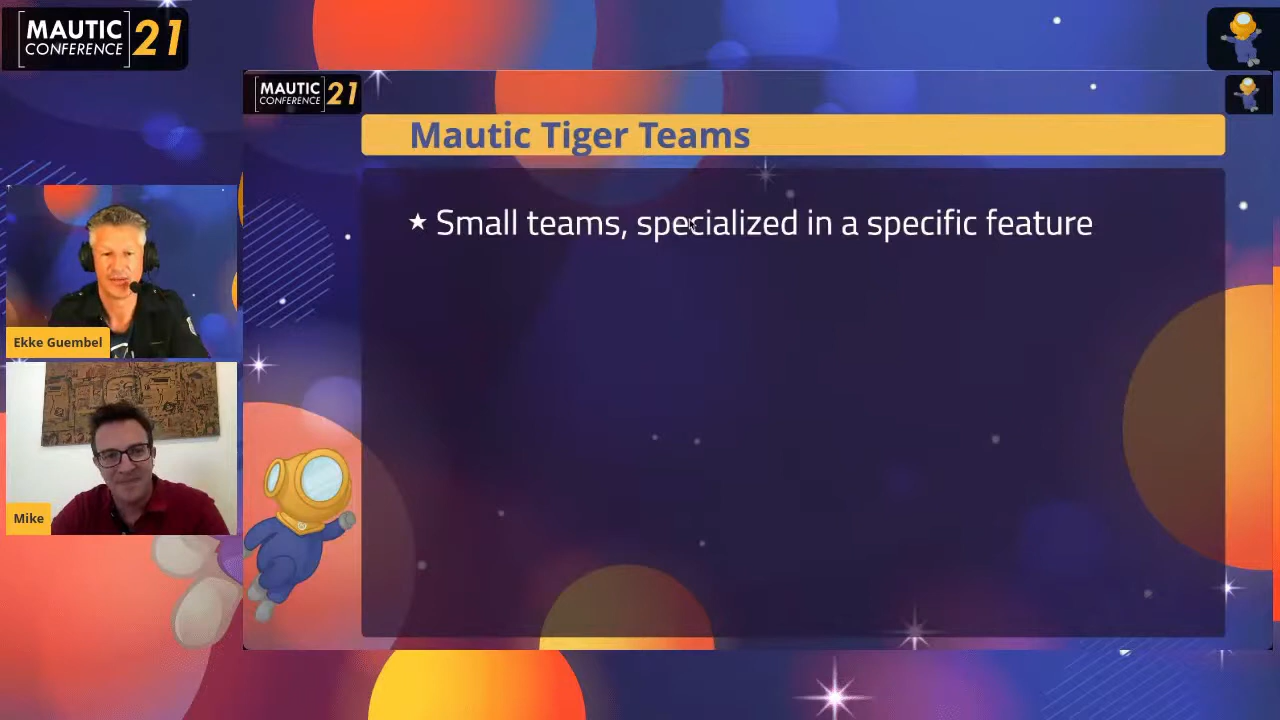 MAUTIC
CONFERENCE 21
MAUTIC
CONFERENCE 21
Mautic Tiger Teams
★ Small teams, specialized in a specific feature
Ekke Guembel
Mike